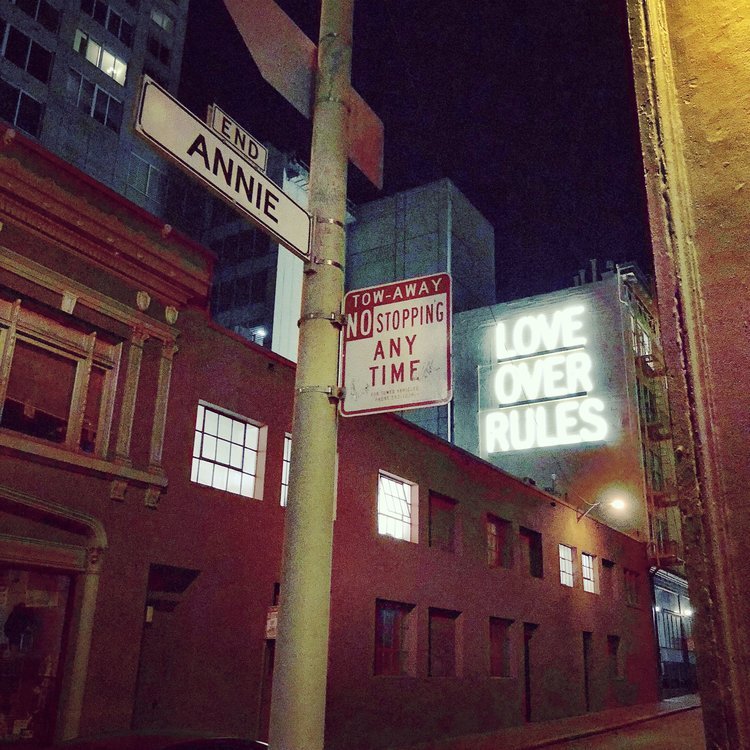 END
ANNIE
TOW-AWAY
NO STOPPING
ANY
TIME
LOVE
OVER
RULES